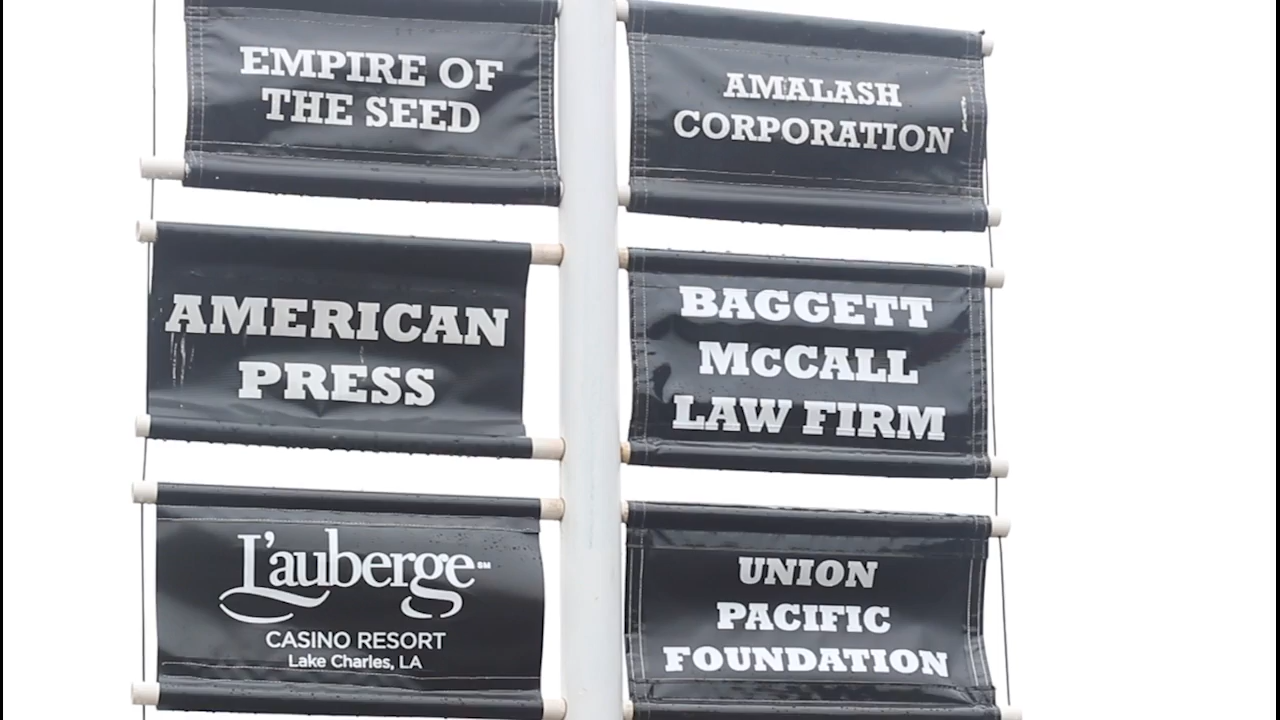 EMPIRE OF
THE SEED
AMALASH
CORPORATION
AMERICAN
PRESS
BAGGETT
McCALL
LAW FIRM
L'auberge SM
CASINO RESORT
Lake Charles, LA
UNION
PACIFIC
FOUNDATION